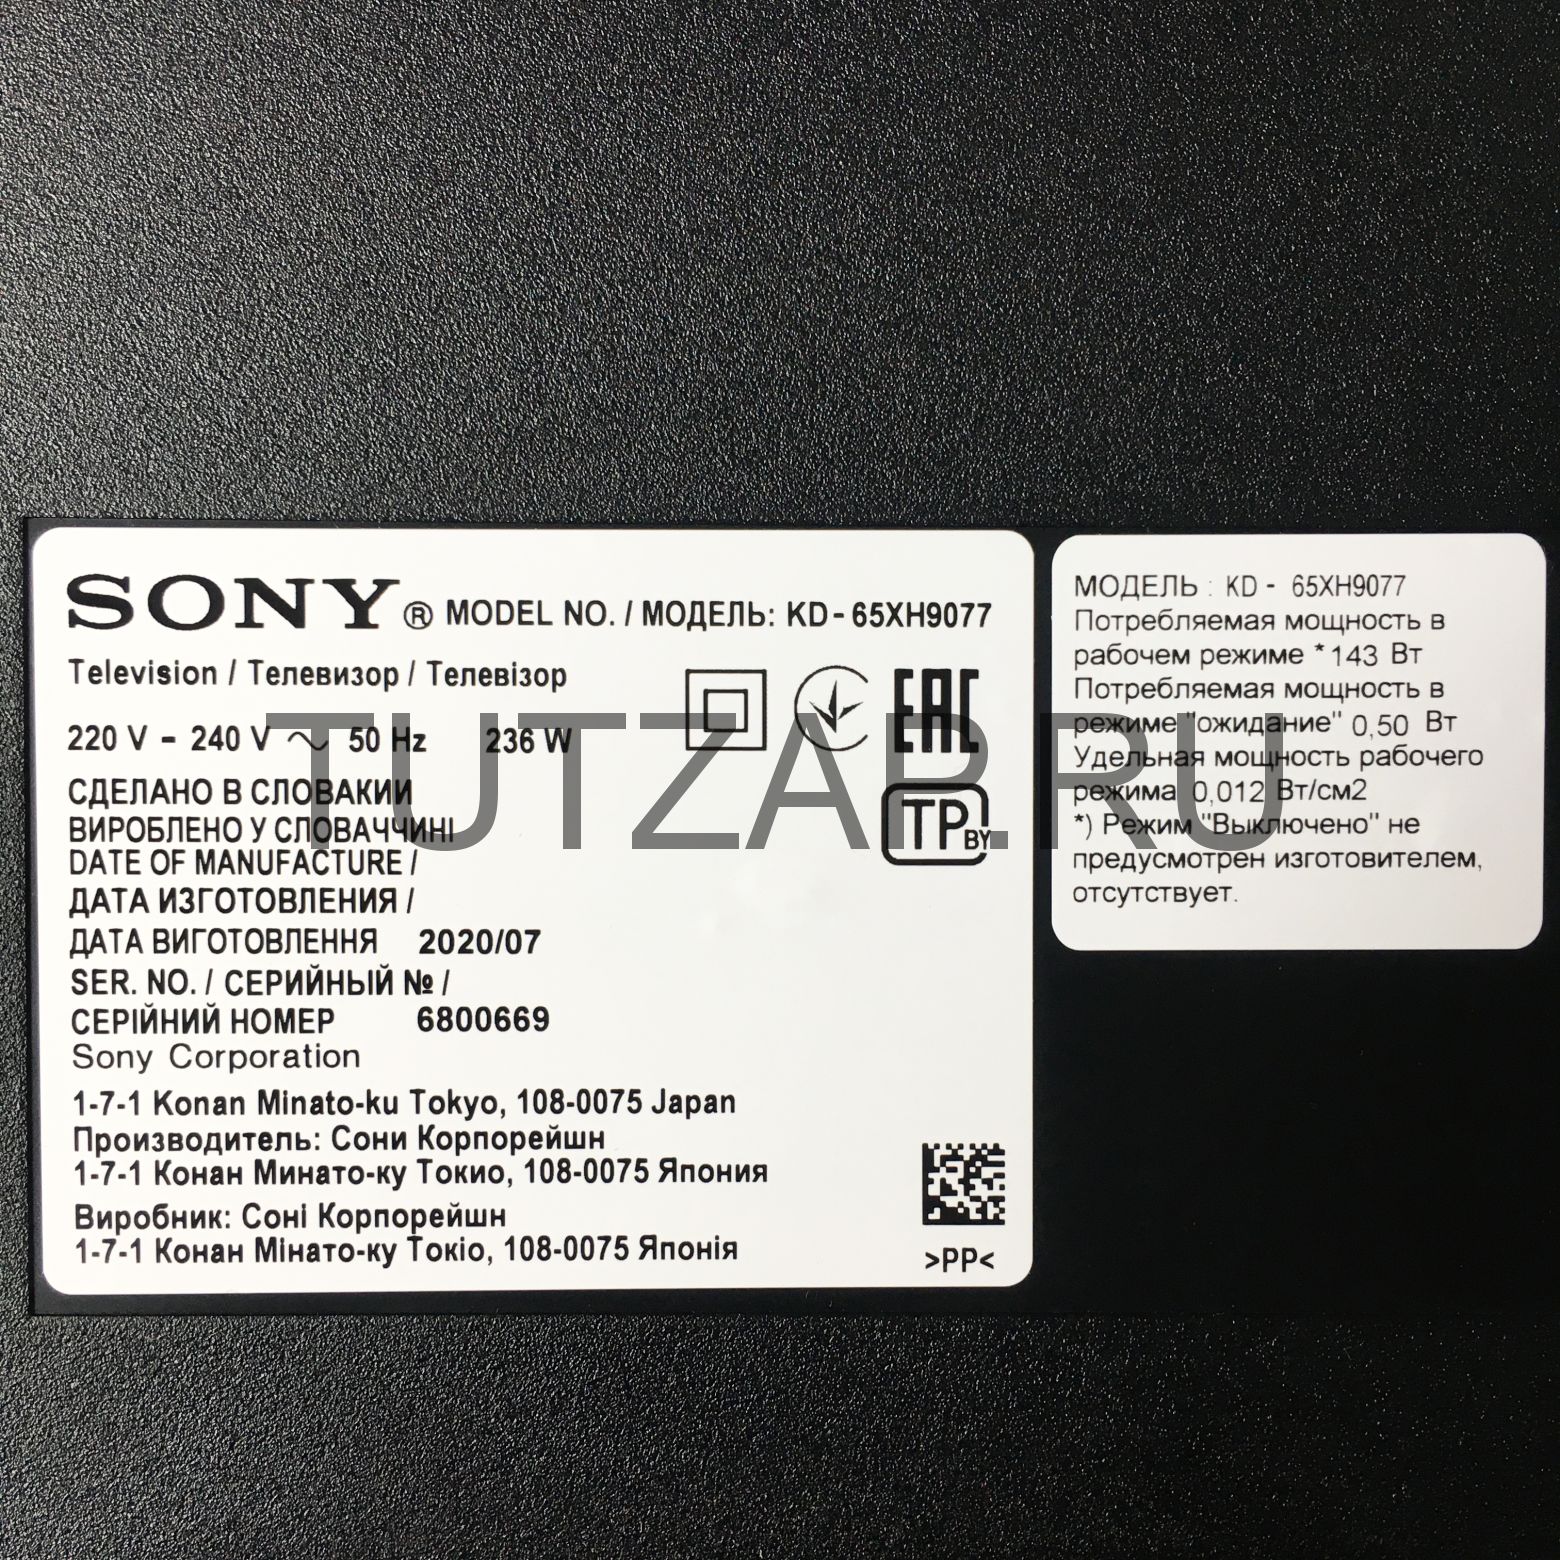 SONY ® MODEL NO. / МОДЕЛЬ: KD-65XH9077
Television / Телевизор / Телевізор
220 V - 240 V ~ 50 Hz 236 W
EAC
СДЕЛАНО В СЛОВАКИИ
ВИРОБЛЕНО У СЛОВАЧЧИНІ
TP BY
DATE OF MANUFACTURE /
ДАТА ИЗГОТОВЛЕНИЯ /
ДАТА ВИГОТОВЛЕННЯ 2020/07
SER. NO. / СЕРИЙНЫЙ № /
СЕРІЙНИЙ НОМЕР 6800669
Sony Corporation
1-7-1 Konan Minato-ku Tokyo, 108-0075 Japan
Производитель: Сони Корпорейшн
1-7-1 Конан Минато-ку Токио, 108-0075 Япония
Виробник: Соні Корпорейшн
1-7-1 Конан Мінато-ку Токіо, 108-0075 Японія
>PP<
МОДЕЛЬ : KD - 65XH9077
Потребляемая мощность в
рабочем режиме *143 Вт
Потребляемая мощность в
режиме "ожидание" 0,50 Вт
Удельная мощность рабочего
режима 0,012 Вт/см2
*) Режим "Выключено" не
предусмотрен изготовителем,
отсутствует.
TUTZAP.RU